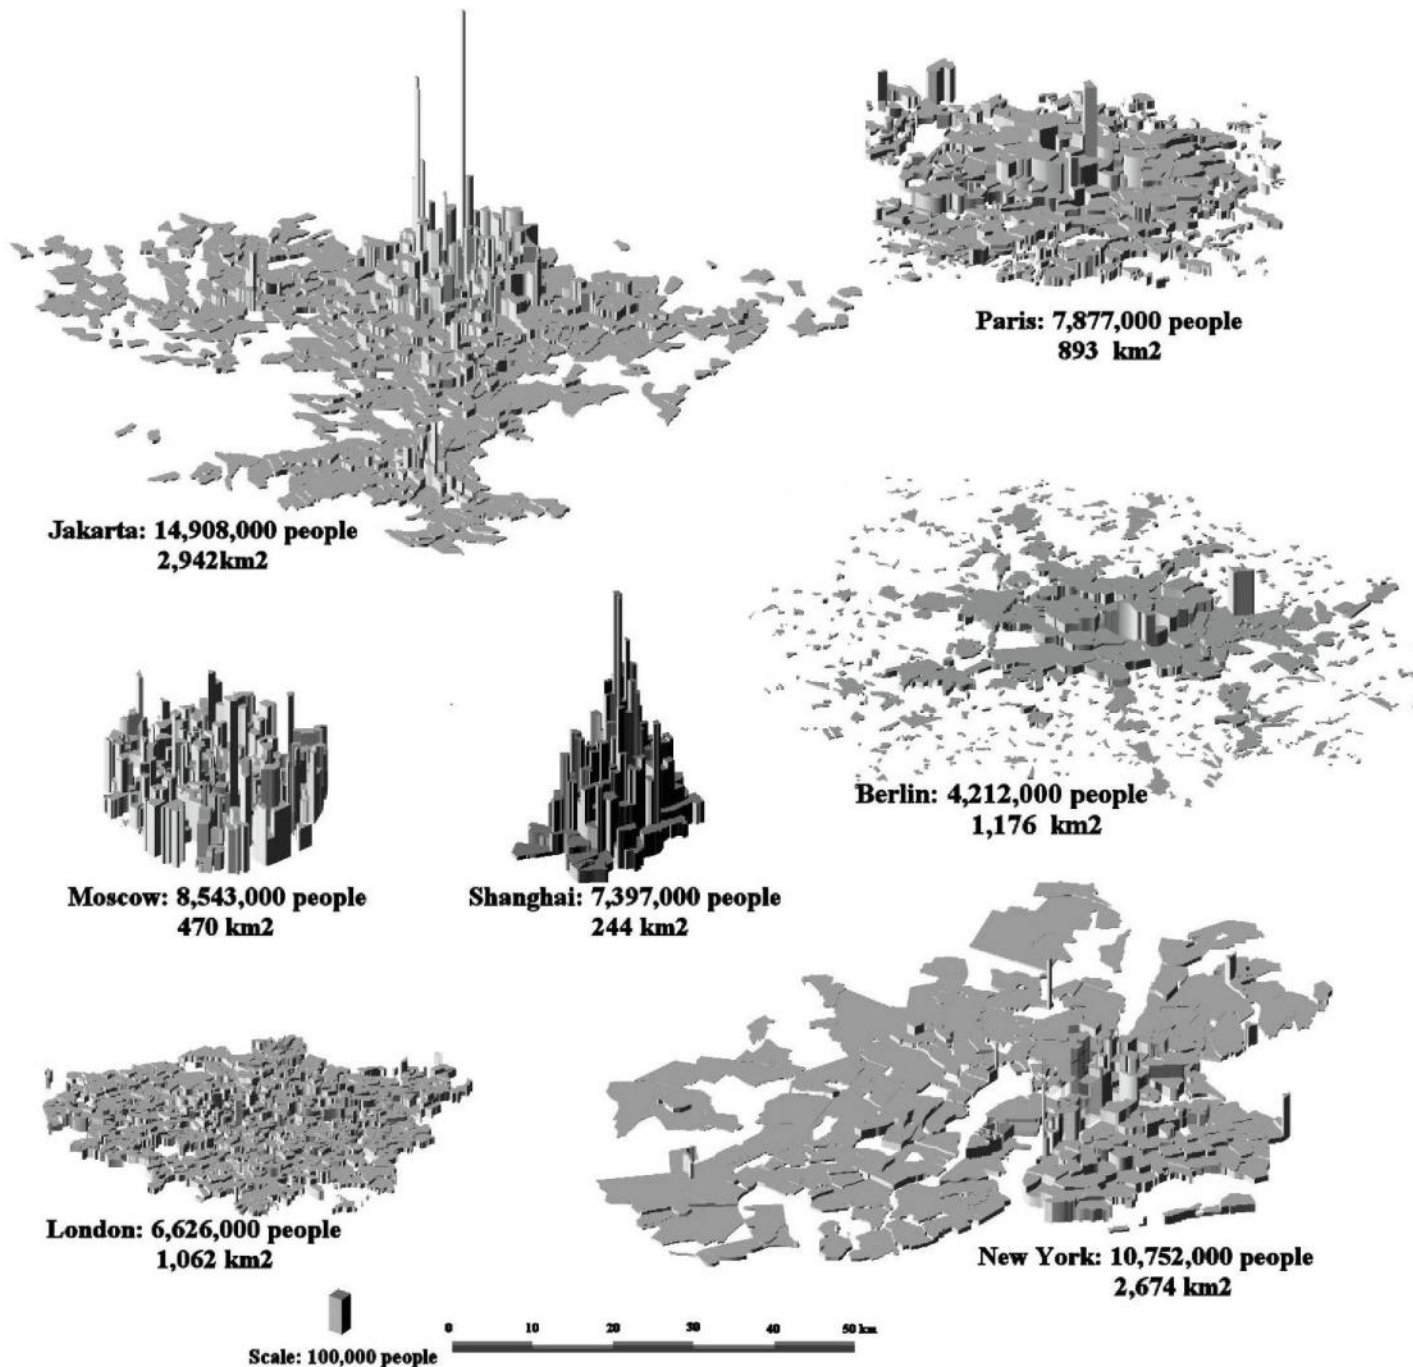 Paris: 7,877,000 people
893 km2
Jakarta: 14,908,000 people
2,942km2
Berlin: 4,212,000 people
1,176 km2
Moscow: 8,543,000 people
470 km2
Shanghai: 7,397,000 people
244 km2
London: 6,626,000 people
1,062 km2
New York: 10,752,000 people
2,674 km2
0 10 20 30 40 50 km
Scale: 100,000 people